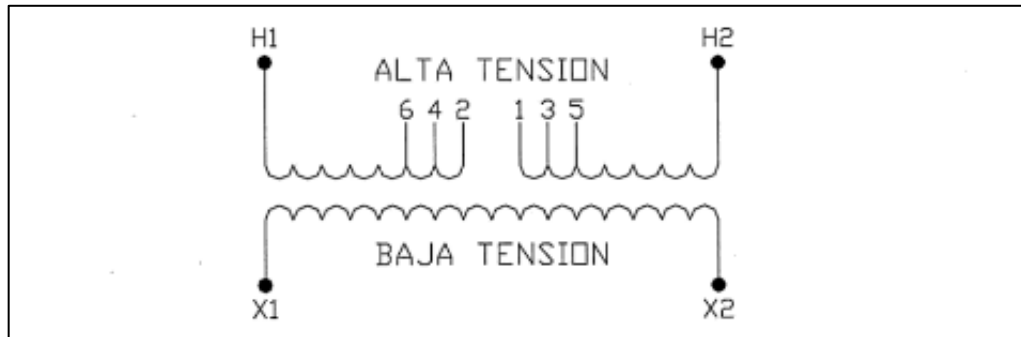 H1 H2
ALTA TENSION
6 4 2 1 3 5
BAJA TENSION
X1 X2